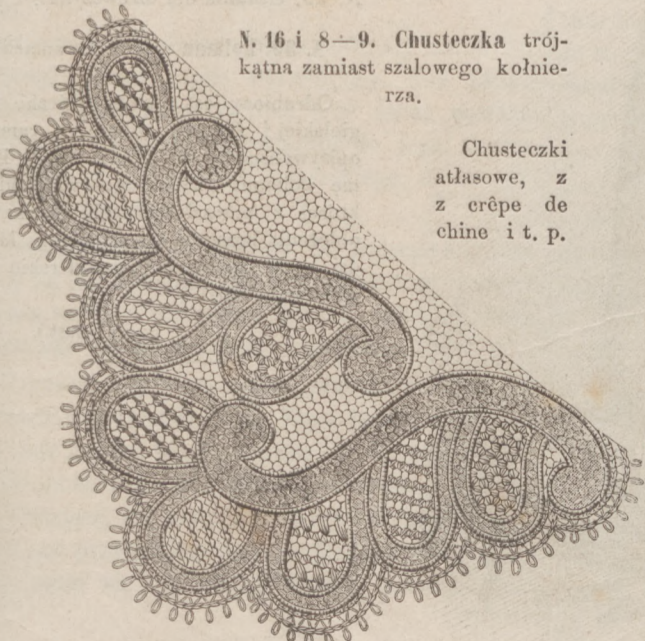 N. 16 i 8—9. Chusteczka trój-
kątna zamiast szalowego kołnie-
rza.
Chusteczki
atłasowe, z
z crêpe de
chine i t. p.